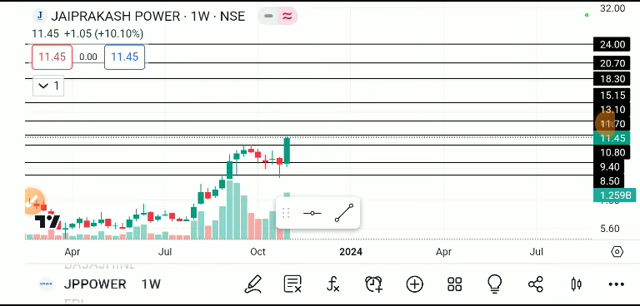 JAIPRAKASH POWER · 1W · NSE
11.45 +1.05 (+10.10%)
11.45 0.00 11.45
1
32.00
24.00
20.70
18.30
15.15
13.10
11.70
11.45
10.80
9.40
8.50
1.259B
5.60
Apr Jul Oct 2024 Apr Jul
BAJAJHIND
JPPOWER 1W